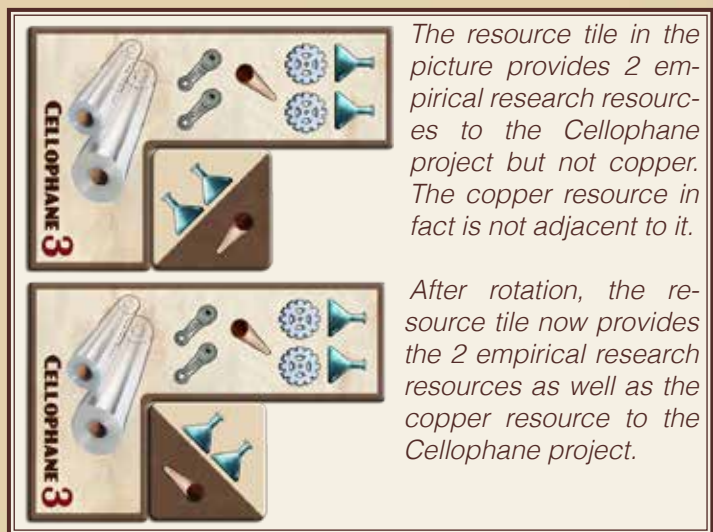 CELLOPHANE 3
The resource tile in the
picture provides 2 em-
pirical research resourc-
es to the Cellophane
project but not copper.
The copper resource in
fact is not adjacent to it.
CELLOPHANE 3
After rotation, the re-
source tile now provides
the 2 empirical research
resources as well as the
copper resource to the
Cellophane project.